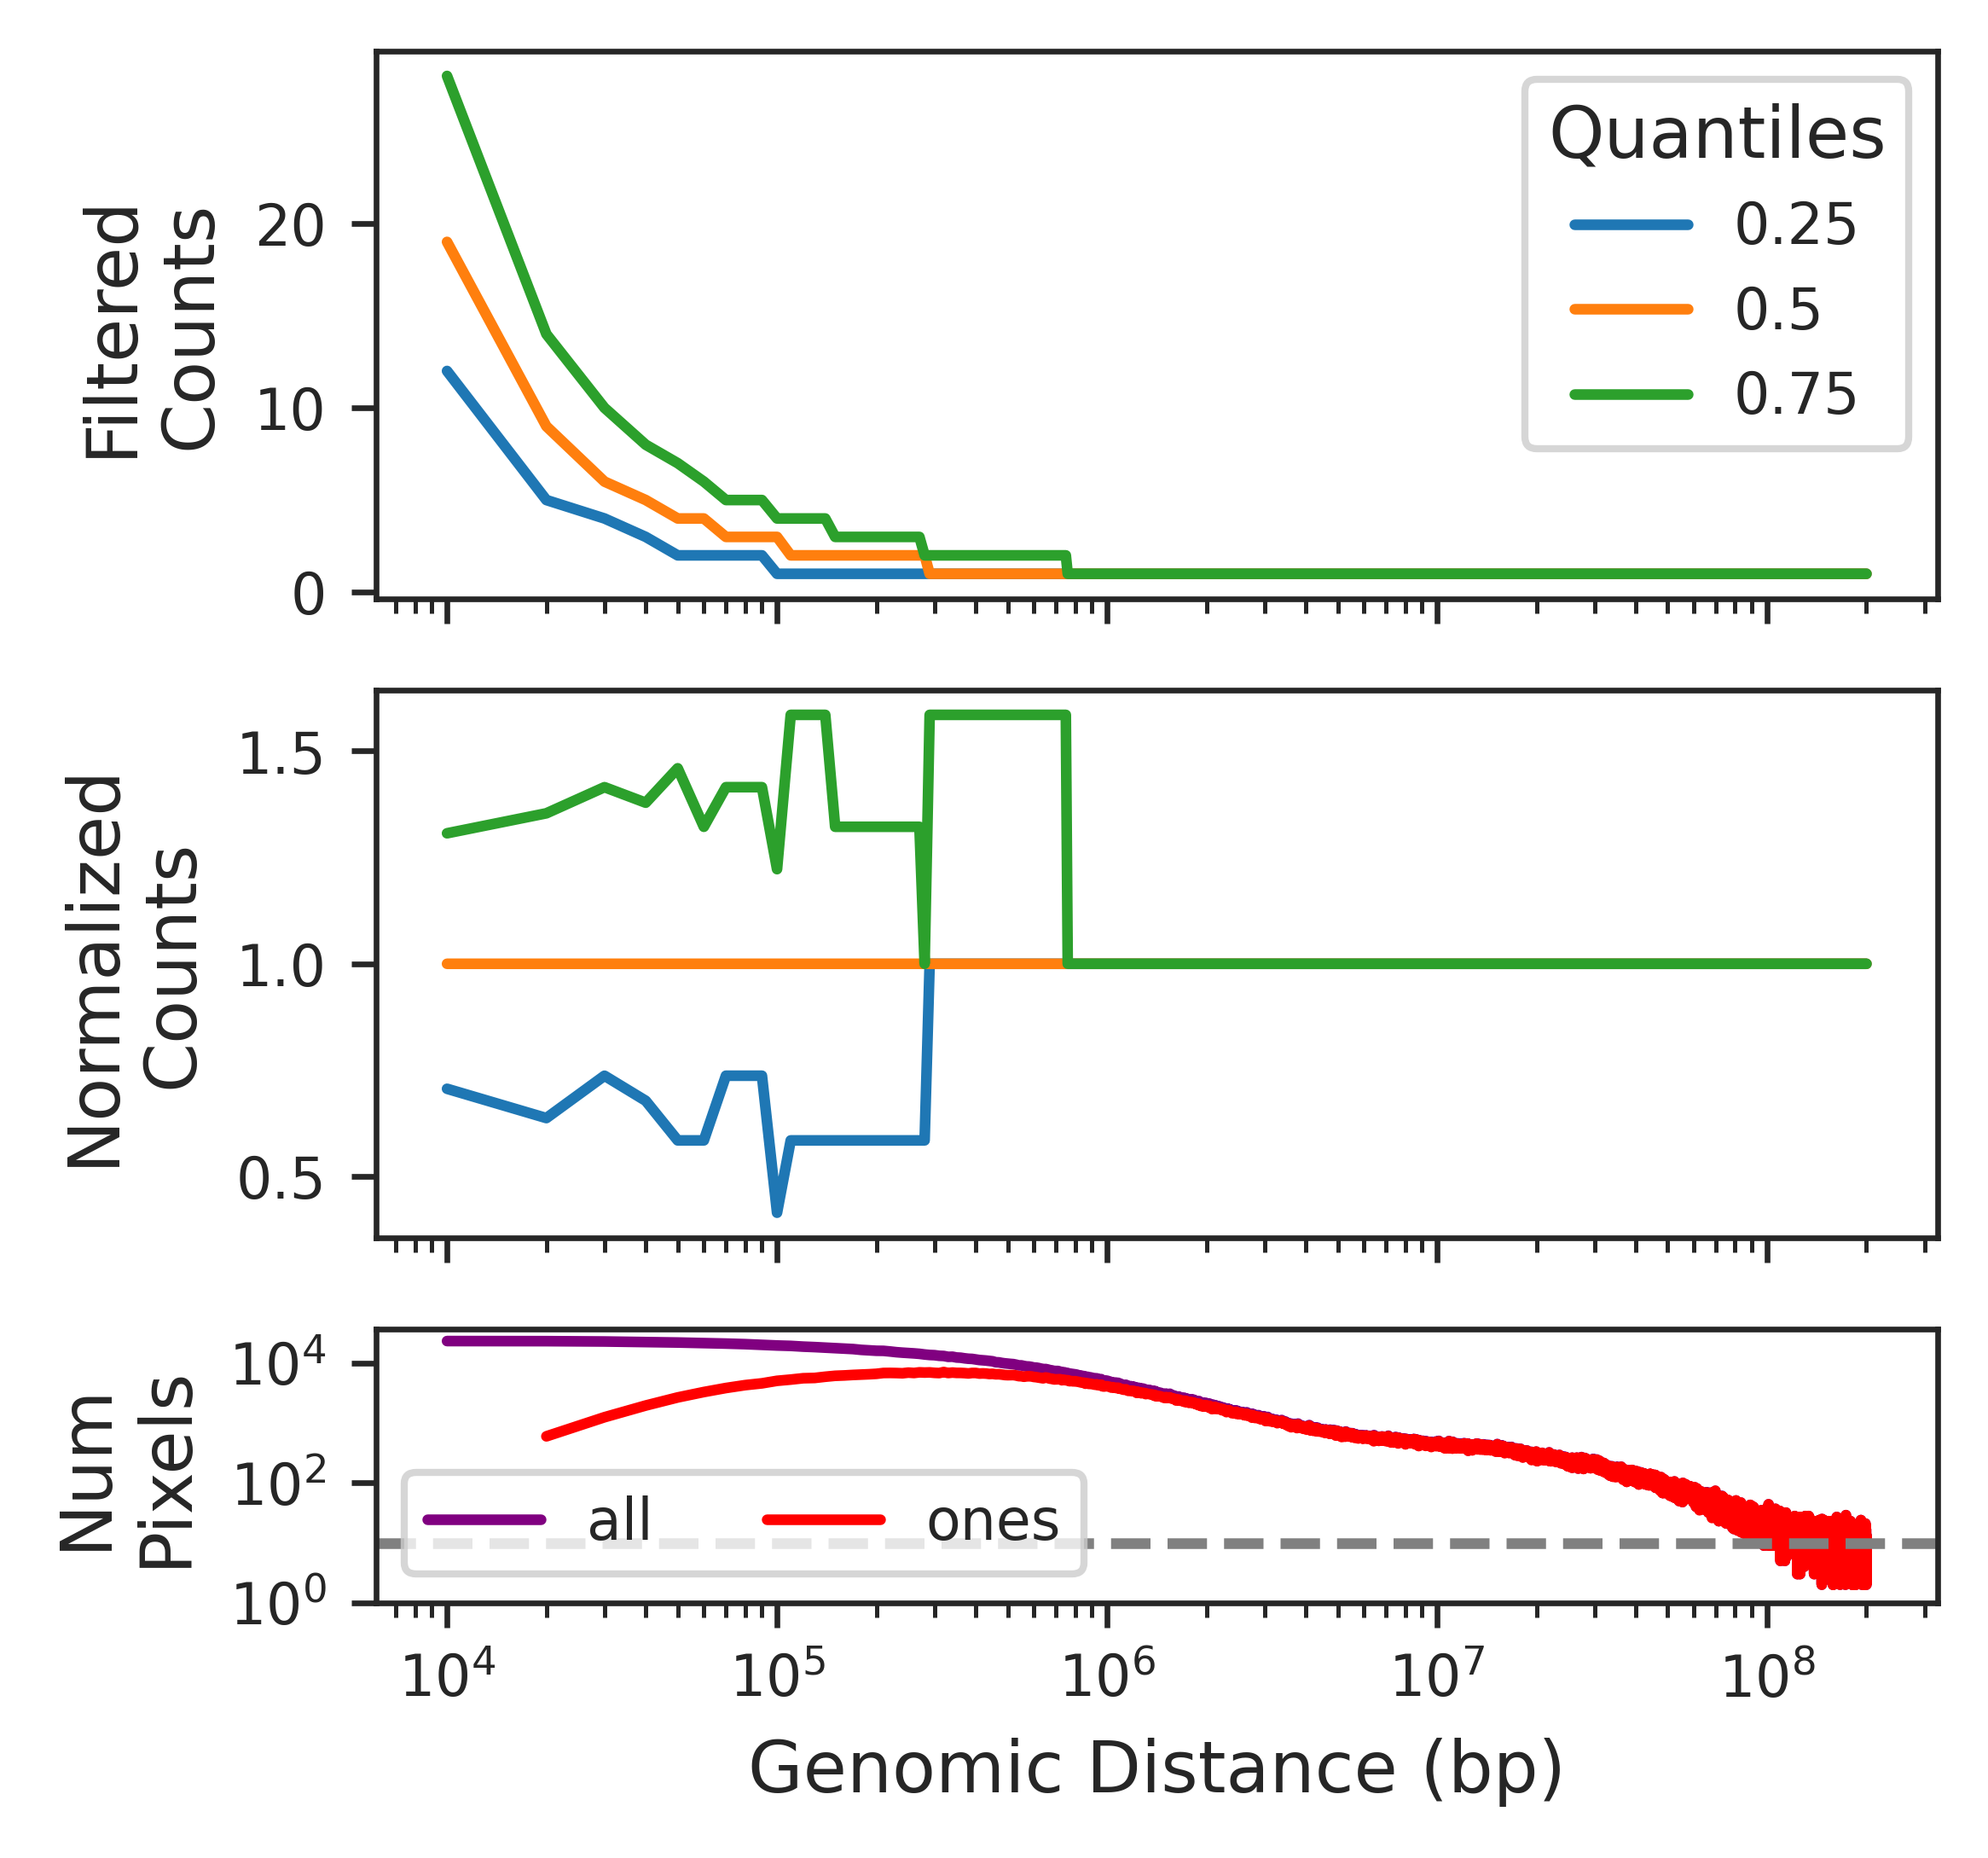 Filtered
Counts
20
10
0
Quantiles
0.25
0.5
0.75
Normalized
Counts
1.5
1.0
0.5
Num
Pixels
10⁴
10²
10⁰
all
ones
10⁴
10⁵
10⁶
10⁷
10⁸
Genomic Distance (bp)